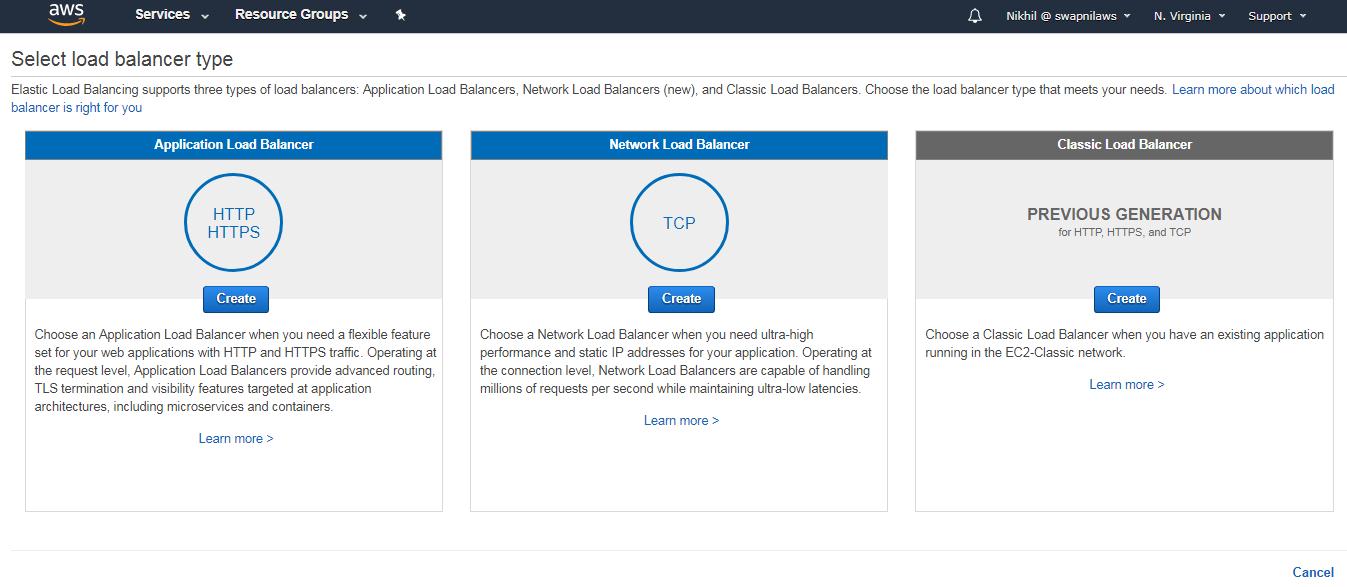 aws Services Resource Groups Nikhil @ swapnilaws N. Virginia Support
Select load balancer type
Elastic Load Balancing supports three types of load balancers: Application Load Balancers, Network Load Balancers (new), and Classic Load Balancers. Choose the load balancer type that meets your needs. Learn more about which load
balancer is right for you
Application Load Balancer
HTTP
HTTPS
Create
Choose an Application Load Balancer when you need a flexible feature
set for your web applications with HTTP and HTTPS traffic. Operating at
the request level, Application Load Balancers provide advanced routing,
TLS termination and visibility features targeted at application
architectures, including microservices and containers.
Learn more >
Network Load Balancer
TCP
Create
Choose a Network Load Balancer when you need ultra-high
performance and static IP addresses for your application. Operating at
the connection level, Network Load Balancers are capable of handling
millions of requests per second while maintaining ultra-low latencies.
Learn more >
Classic Load Balancer
PREVIOUS GENERATION
for HTTP, HTTPS, and TCP
Create
Choose a Classic Load Balancer when you have an existing application
running in the EC2-Classic network.
Learn more >
Cancel